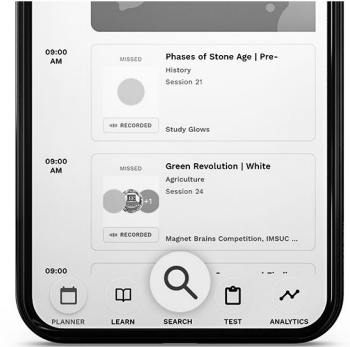 09:00
AM
MISSED
Phases of Stone Age | Pre-
History
Session 21
RECORDED
Study Glows
09:00
AM
MISSED
Green Revolution | White
Agriculture
Session 24
+1
RECORDED
Magnet Brains Competition, IMSUC ...
09:00
PLANNER
LEARN
SEARCH
TEST
ANALYTICS